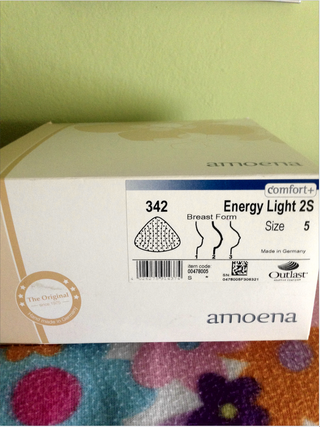 amoena
comfort+
342
Energy Light 2S
Breast Form
Size 5
Made in Germany
item code
00478005
SN.
Outlast
The Original
amoena